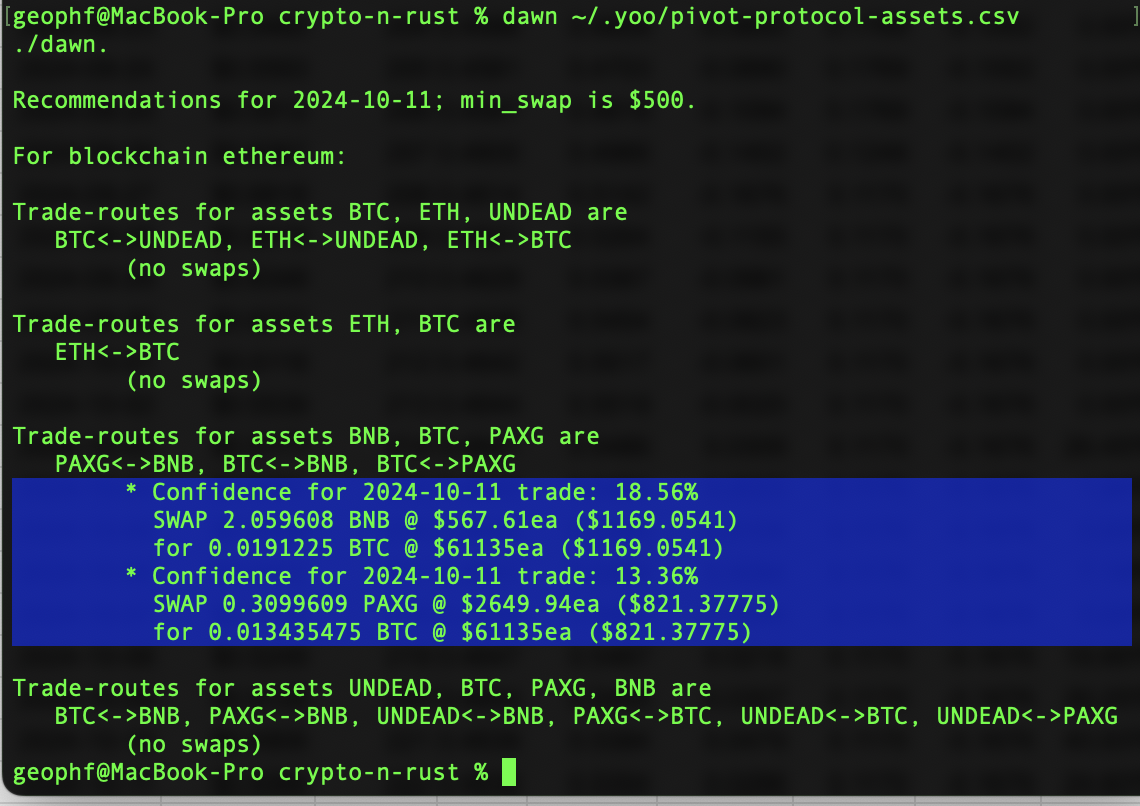 [geophf@MacBook-Pro crypto-n-rust % dawn ~/.yoo/pivot-protocol-assets.csv ]
./dawn.
Recommendations for 2024-10-11; min_swap is $500.
For blockchain ethereum:
Trade-routes for assets BTC, ETH, UNDEAD are
BTC<->UNDEAD, ETH<->UNDEAD, ETH<->BTC
(no swaps)
Trade-routes for assets ETH, BTC are
ETH<->BTC
(no swaps)
Trade-routes for assets BNB, BTC, PAXG are
PAXG<->BNB, BTC<->BNB, BTC<->PAXG
* Confidence for 2024-10-11 trade: 18.56%
SWAP 2.059608 BNB @ $567.61ea ($1169.0541)
for 0.0191225 BTC @ $61135ea ($1169.0541)
* Confidence for 2024-10-11 trade: 13.36%
SWAP 0.3099609 PAXG @ $2649.94ea ($821.37775)
for 0.013435475 BTC @ $61135ea ($821.37775)
Trade-routes for assets UNDEAD, BTC, PAXG, BNB are
BTC<->BNB, PAXG<->BNB, UNDEAD<->BNB, PAXG<->BTC, UNDEAD<->BTC, UNDEAD<->PAXG
(no swaps)
geophf@MacBook-Pro crypto-n-rust %